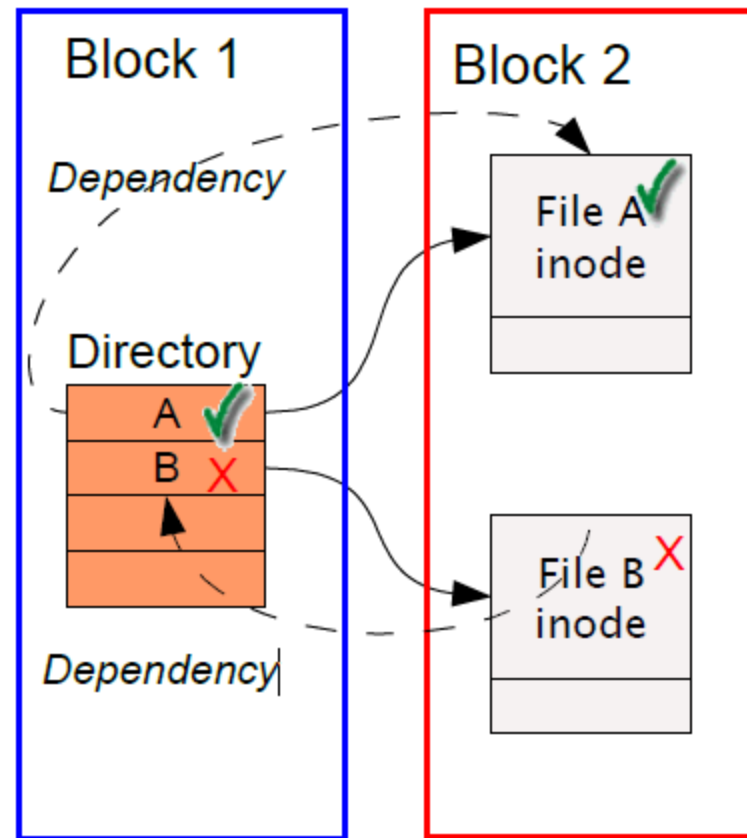 Block 1
Block 2
Dependency
File A
inode
Directory
A
B
X
File B
X
inode
Dependency